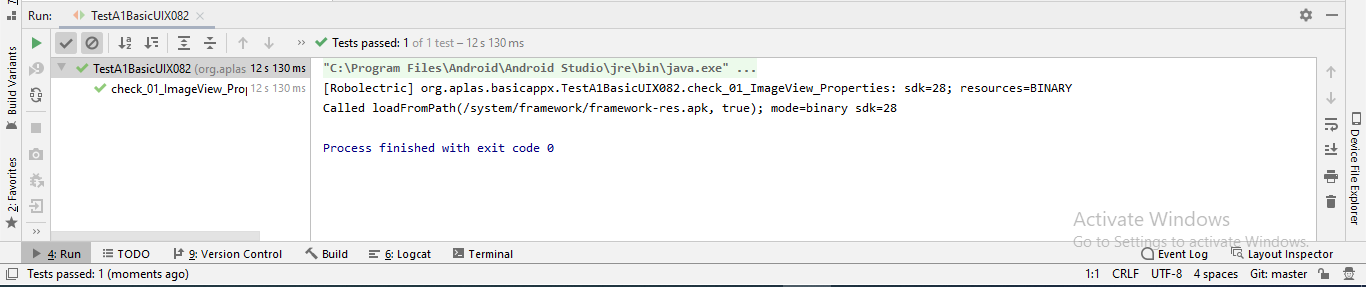 Run: TestA1BasicUIX082
Tests passed: 1 of 1 test – 12 s 130 ms
TestA1BasicUIX082 (org.aplas 12 s 130 ms
check_01_ImageView_Pro 12 s 130 ms
"C:\Program Files\Android\Android Studio\jre\bin\java.exe" ...
[Robolectric] org.aplas.basicappx.TestA1BasicUIX082.check_01_ImageView_Properties: sdk=28; resources=BINARY
Called loadFromPath(/system/framework/framework-res.apk, true); mode=binary sdk=28
Process finished with exit code 0
Build Variants
2: Favorites
Device File Explorer
Activate Windows
Go to Settings to activate Windows.
4: Run TODO 9: Version Control Build 6: Logcat Terminal Event Log Layout Inspector
Tests passed: 1 (moments ago) 1:1 CRLF UTF-8 4 spaces Git: master